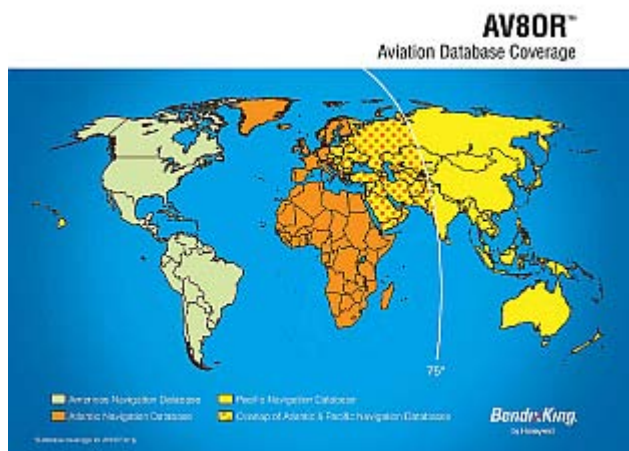 AV8OR™
Aviation Database Coverage
75°
Americas Navigation Database
Pacific Navigation Database
Atlantic Navigation Database
Overlap of Atlantic & Pacific Navigation Databases
Bendix/King.
by Honeywell